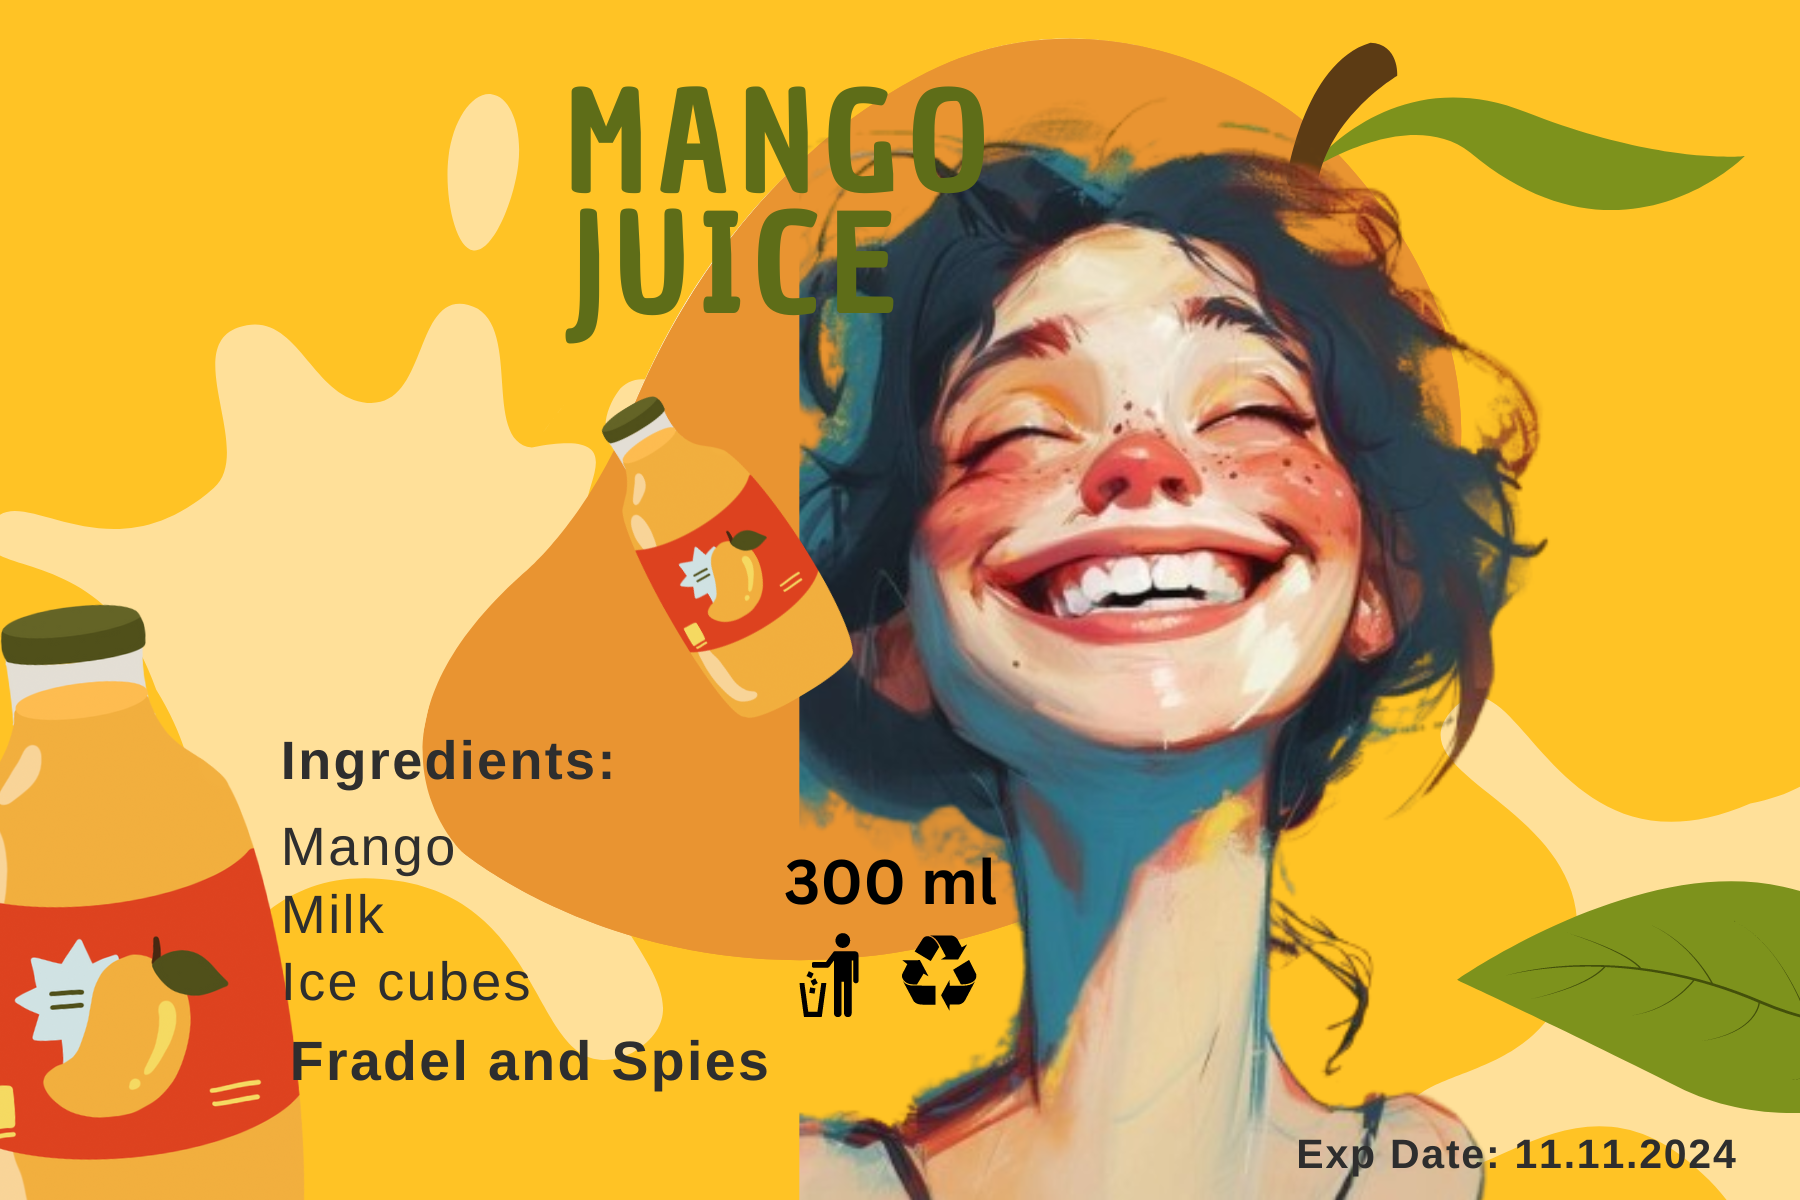 MANGO
JUICE
Ingredients:
Mango
Milk
Ice cubes
Fradel and Spies
300 ml
Exp Date: 11.11.2024